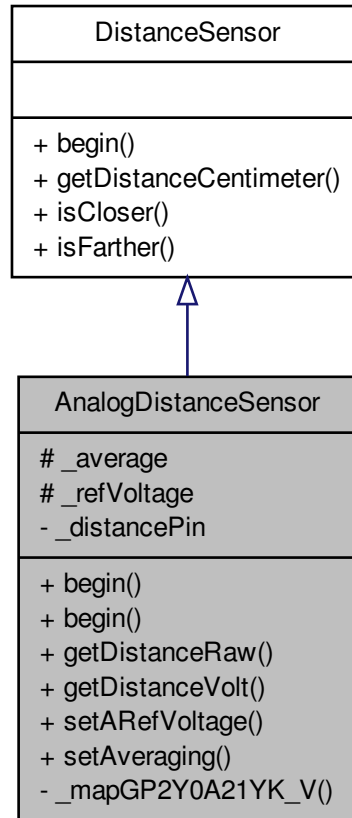 DistanceSensor
+ begin()
+ getDistanceCentimeter()
+ isCloser()
+ isFarther()
AnalogDistanceSensor
# _average
# _refVoltage
- _distancePin
+ begin()
+ begin()
+ getDistanceRaw()
+ getDistanceVolt()
+ setARefVoltage()
+ setAveraging()
- _mapGP2Y0A21YK_V()